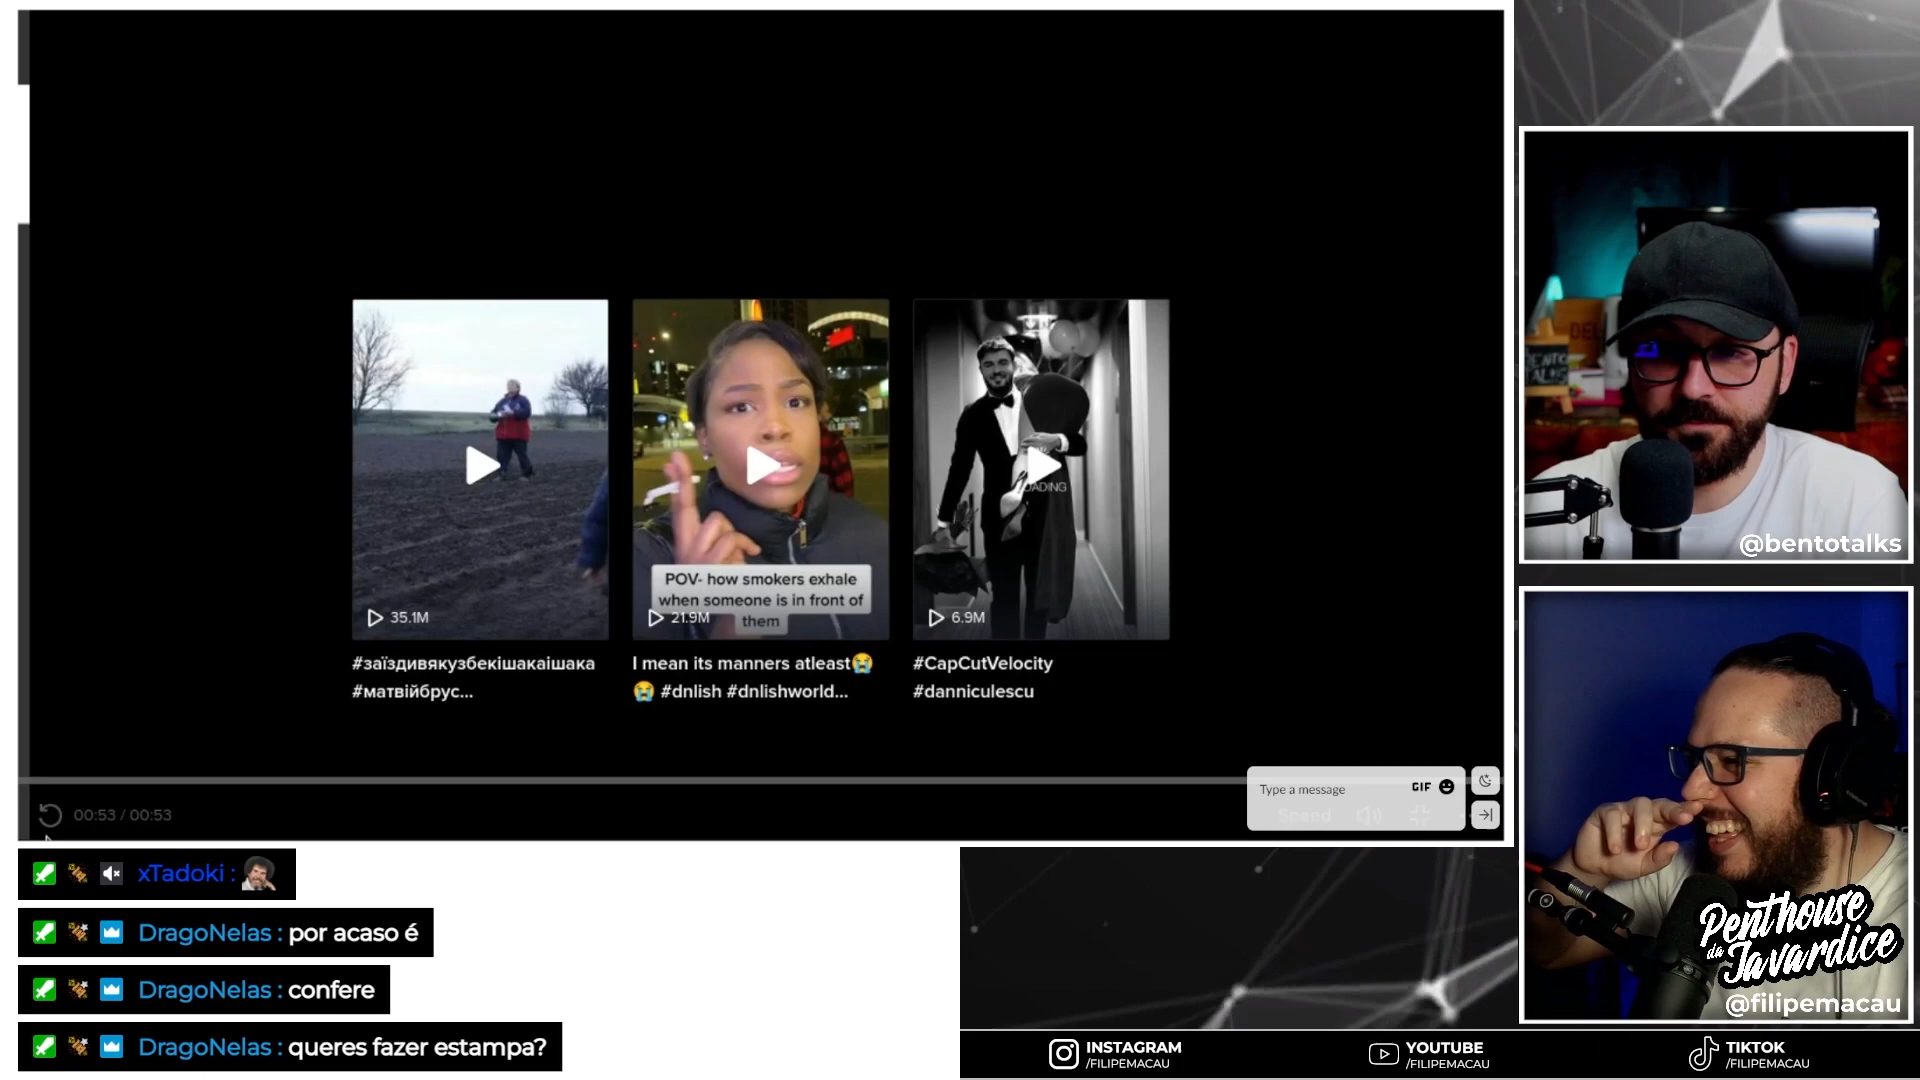 POV- how smokers exhale
when someone is in front of
them
LOADING
35.1M
21.9M
6.9M
#заїздивякузбекішакаішака
#матвійбрус...
I mean its manners atleast😭
😭 #dnlish #dnlishworld...
#CapCutVelocity
#danniculescu
00:53 / 00:53
Type a message
GIF
Speed
xTadoki :
DragoNelas : por acaso é
DragoNelas : confere
DragoNelas : queres fazer estampa?
@bentotalks
Penthouse
da Javardice
@filipemacau
INSTAGRAM
/FILIPEMACAU
YOUTUBE
/FILIPEMACAU
TIKTOK
/FILIPEMACAU